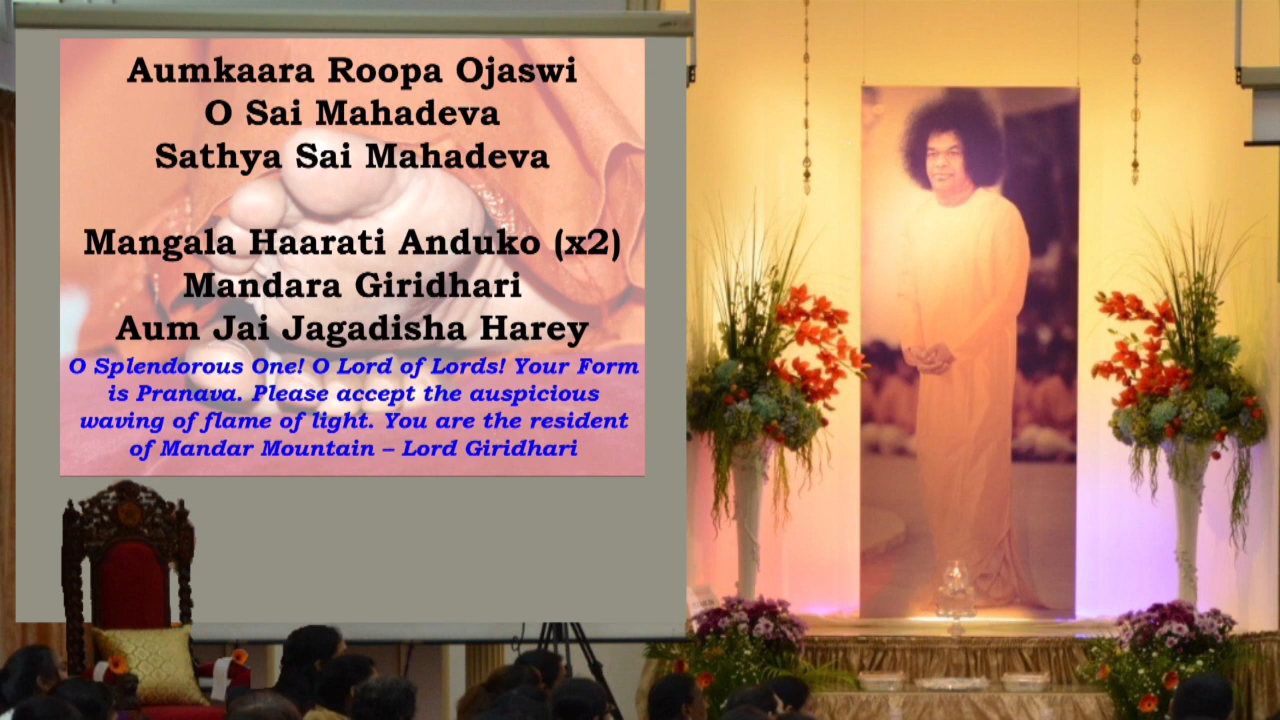 Aumkaara Roopa Ojaswi
O Sai Mahadeva
Sathya Sai Mahadeva
Mangala Haarati Anduko (x2)
Mandara Giridhari
Aum Jai Jagadisha Harey
O Splendorous One! O Lord of Lords! Your Form
is Pranava. Please accept the auspicious
waving of flame of light. You are the resident
of Mandar Mountain – Lord Giridhari